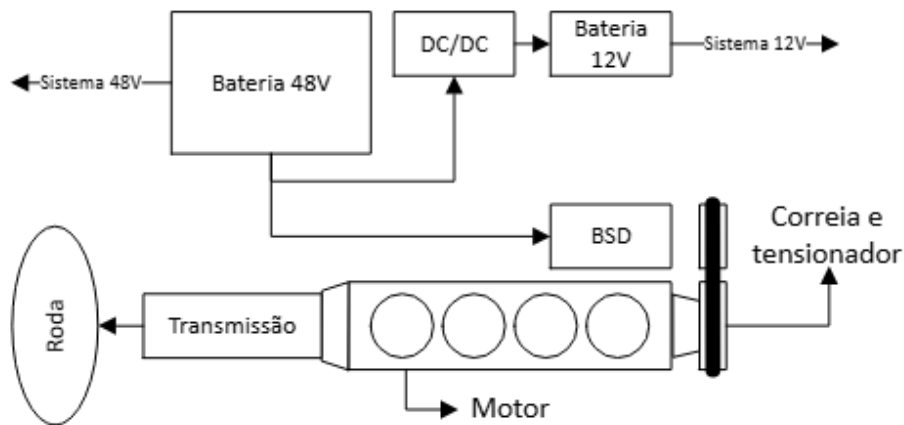 DC/DC
Bateria
12V
Sistema 12V
Sistema 48V
Bateria 48V
BSD
Correia e
tensionador
Roda
Transmissão
Motor